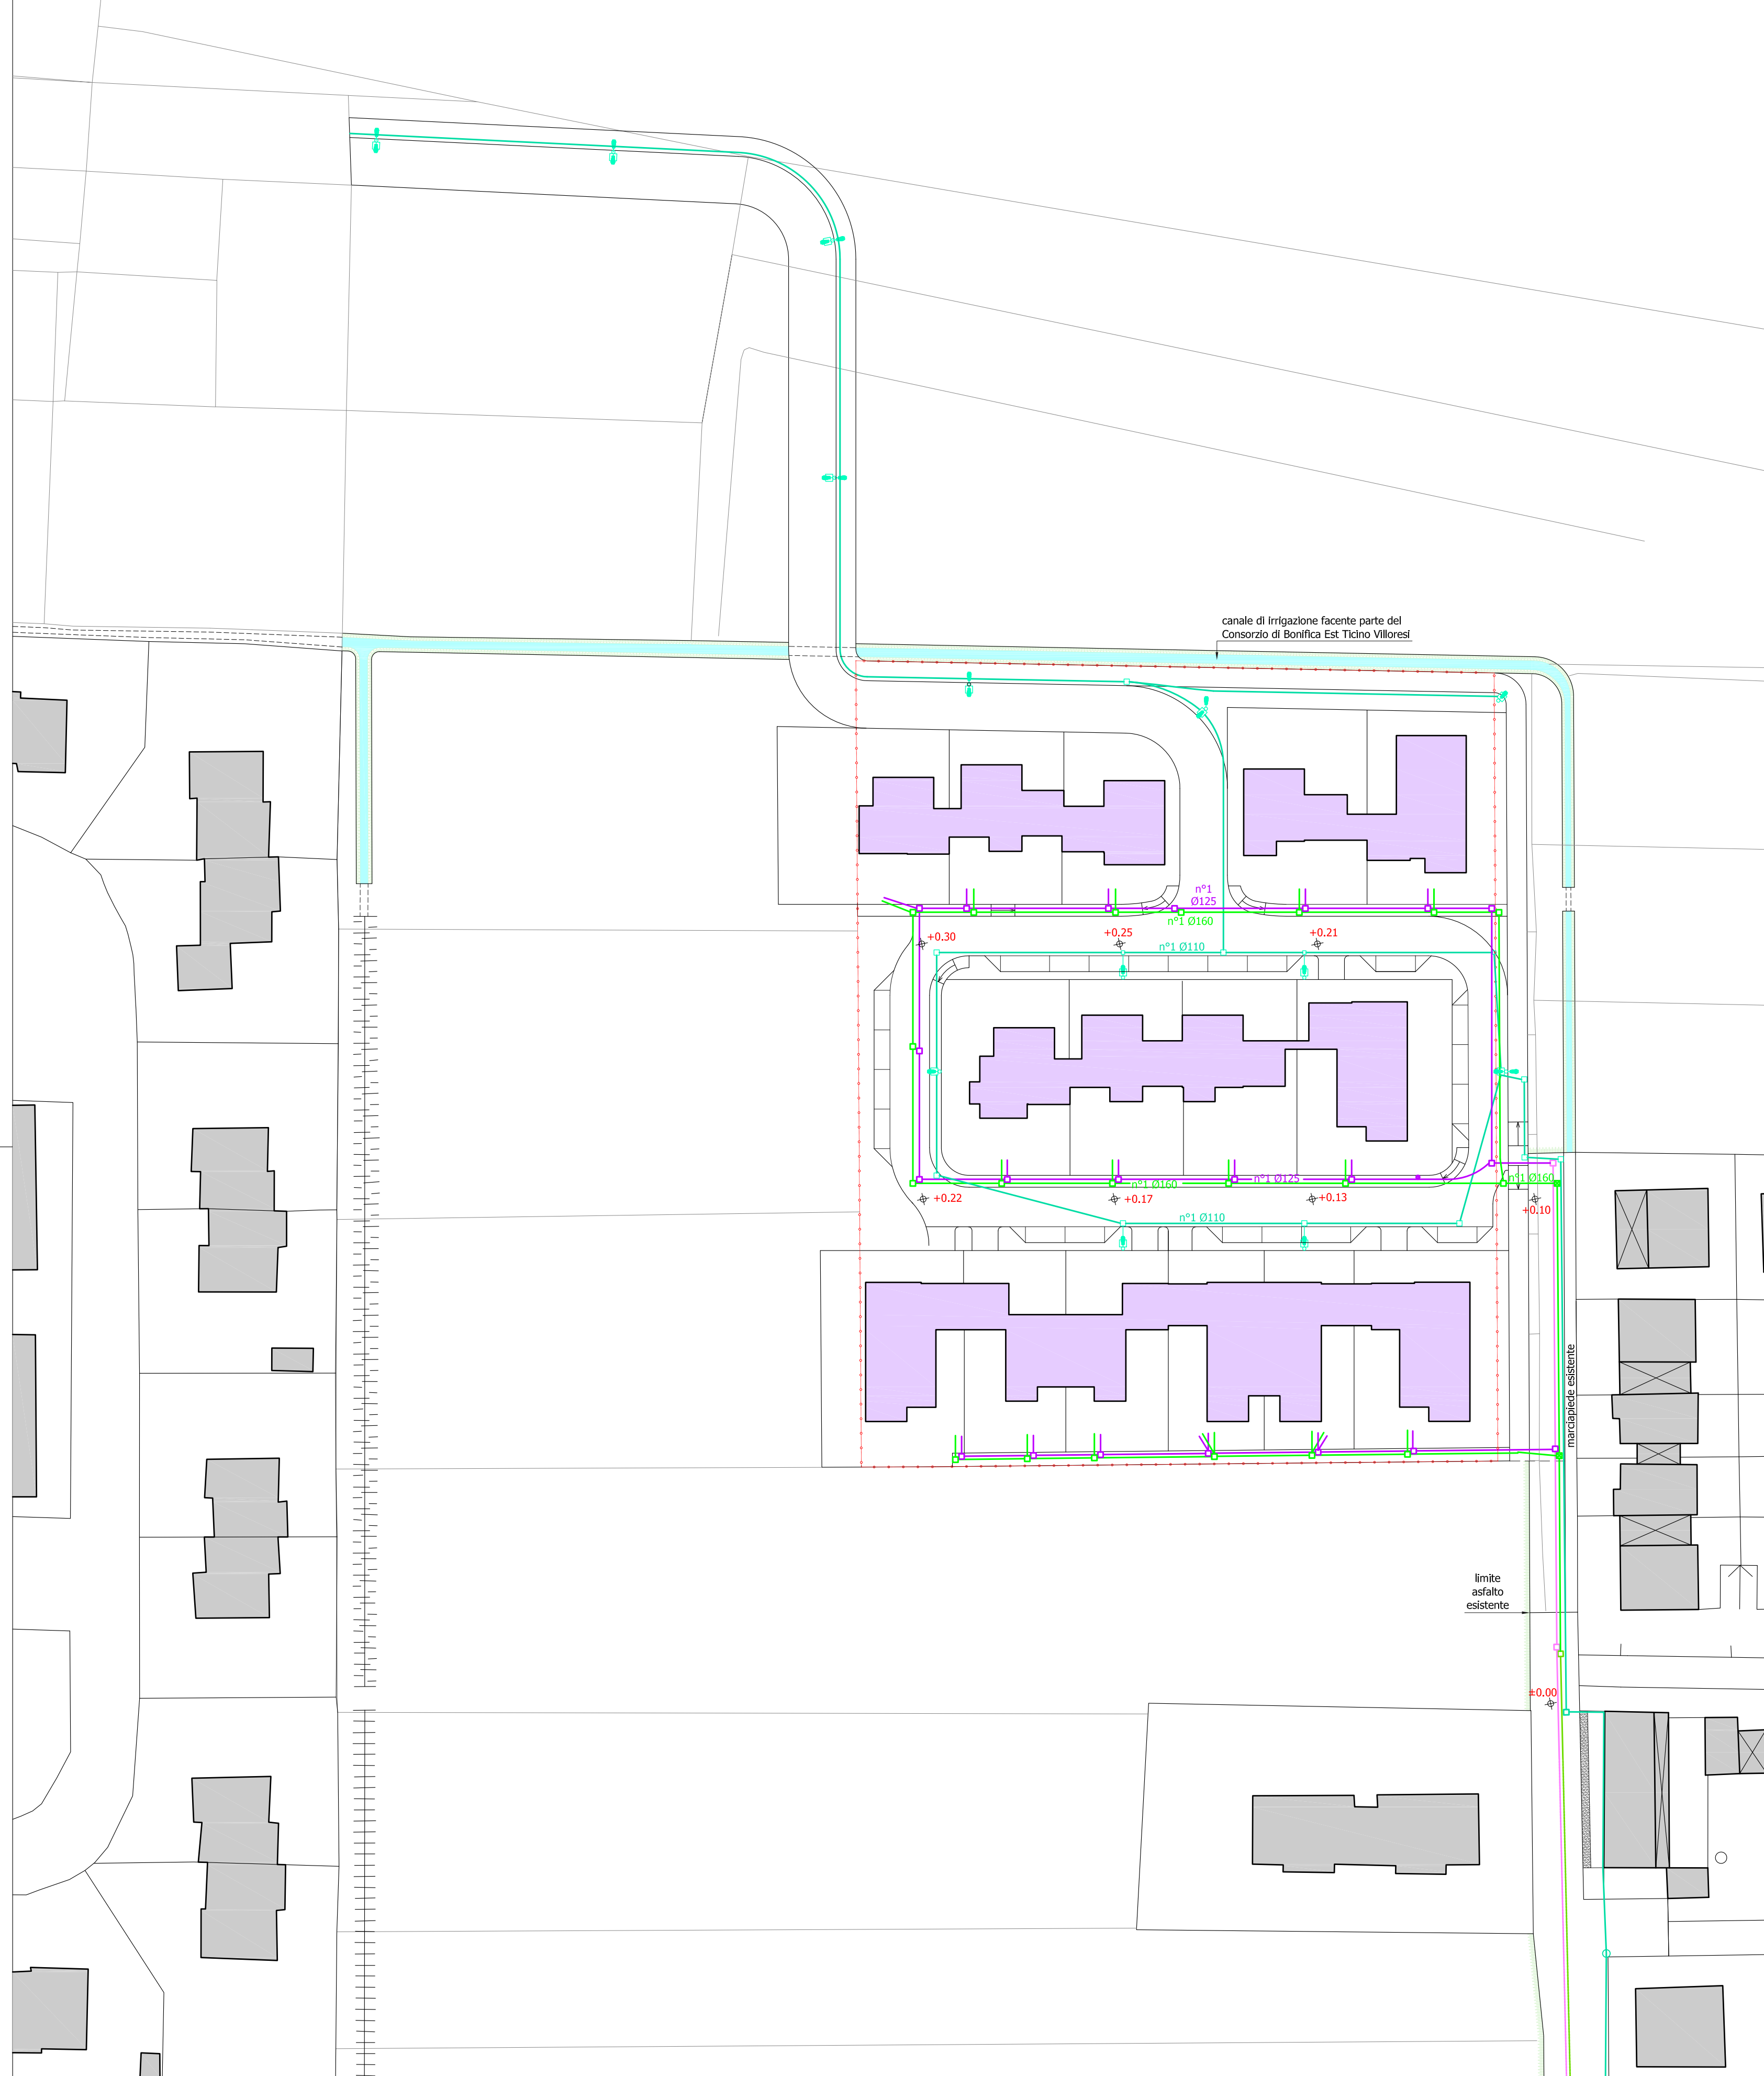 canale di irrigazione facente parte del
Consorzio di Bonifica Est Ticino Villoresi
n°1
Ø125
n°1 Ø160
+0.30
+0.25
+0.21
n°1 Ø110
n°1 Ø125
n°1 Ø160
n°1 Ø160
+0.22
+0.17
+0.13
+0.10
n°1 Ø110
marciapiede esistente
limite
asfalto
esistente
±0.00